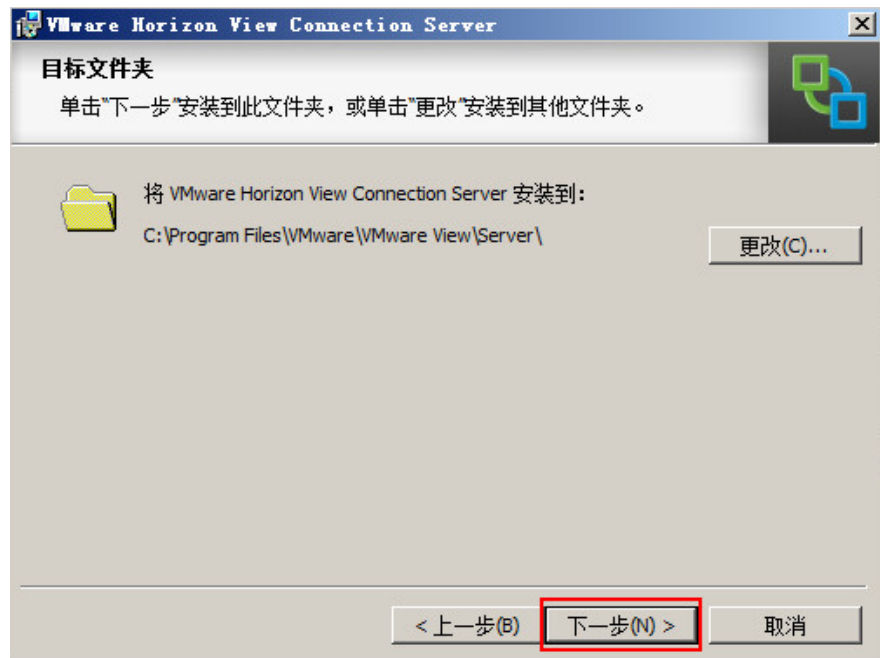 VMware Horizon View Connection Server
目标文件夹
单击"下一步"安装到此文件夹，或单击"更改"安装到其他文件夹。
将 VMware Horizon View Connection Server 安装到：
C:\Program Files\VMware\VMware View\Server\
更改(C)...
< 上一步(B)
下一步(N) >
取消